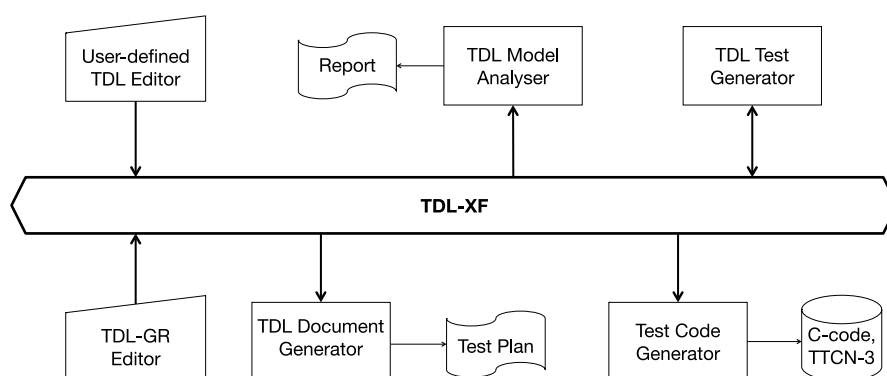 User-defined
TDL Editor
Report
TDL Model
Analyser
TDL Test
Generator
TDL-XF
TDL-GR
Editor
TDL Document
Generator
Test Plan
Test Code
Generator
C-code,
TTCN-3